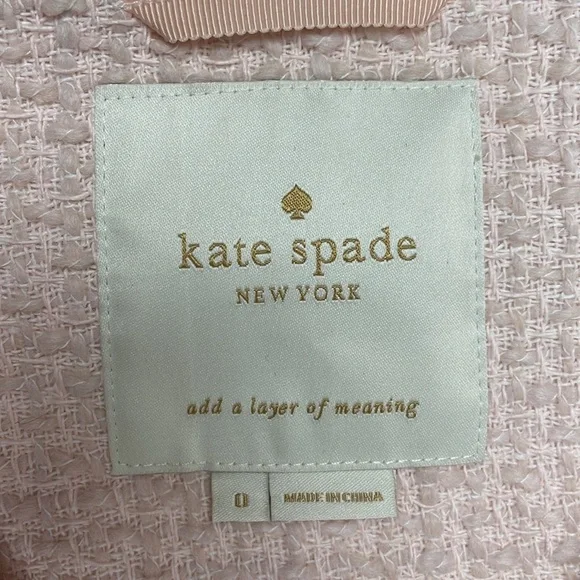 kate spade
NEW YORK
add a layer of meaning
0
MADE IN CHINA